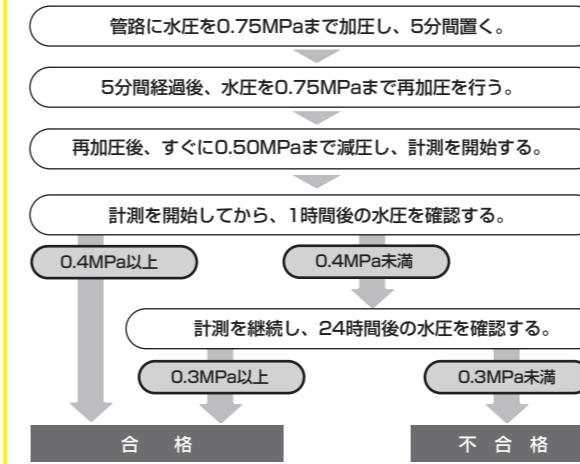 管路に水圧を0.75MPaまで加圧し、5分間置く。
5分間経過後、水圧を0.75MPaまで再加圧を行う。
再加圧後、すぐに0.50MPaまで減圧し、計測を開始する。
計測を開始してから、1時間後の水圧を確認する。
0.4MPa以上
0.4MPa未満
計測を継続し、24時間後の水圧を確認する。
0.3MPa以上
0.3MPa未満
合 格
不 合 格